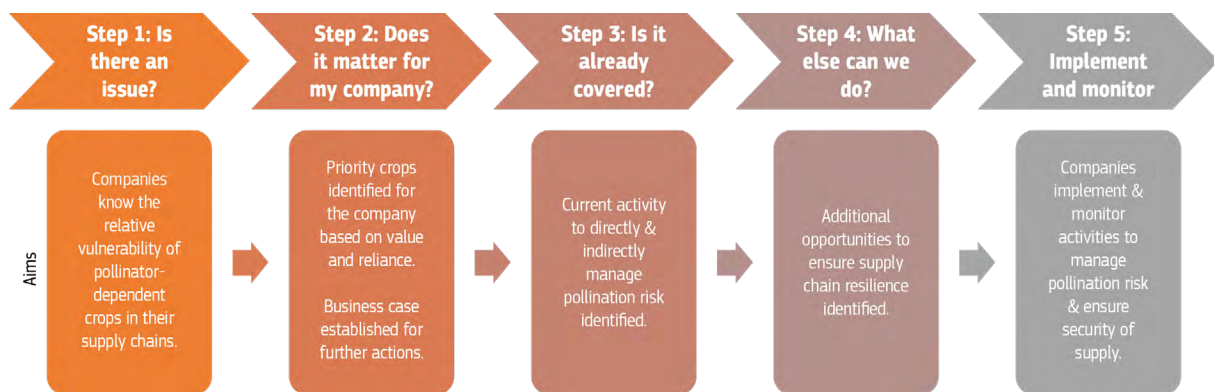 Step 1: Is
there an
issue?
Step 2: Does
it matter for
my company?
Step 3: Is it
already
covered?
Step 4: What
else can we
do?
Step 5:
Implement
and monitor
Aims
Companies
know the
relative
vulnerability of
pollinator-
dependent
crops in their
supply chains.
Priority crops
identified for
the company
based on value
and reliance.
Business case
established for
further actions.
Current activity
to directly &
indirectly
manage
pollination risk
identified.
Additional
opportunities to
ensure supply
chain resilience
identified.
Companies
implement &
monitor
activities to
manage
pollination risk
& ensure
security of
supply.